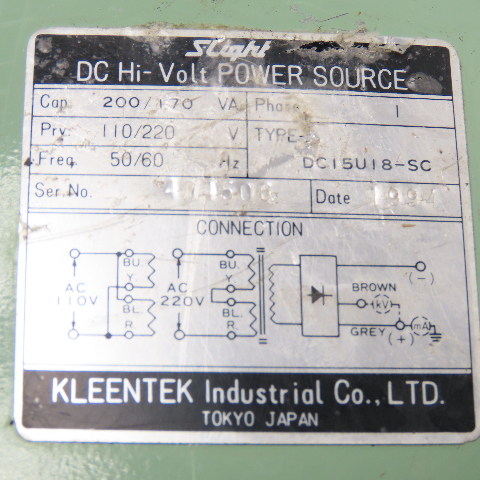 SLight
DC Hi-Volt POWER SOURCE
Cap. 200/170 VA Phase 1
Prv. 110/220 V TYPE-
Freq. 50/60 Hz DC15U18-SC
Ser. No. Date
CONNECTION
BU. BU. (-)
Y Y BROWN
AC 110V AC 220V kV
BL. BL. GREY mA
R. R. (+)
KLEENTEK Industrial Co., LTD.
TOKYO JAPAN